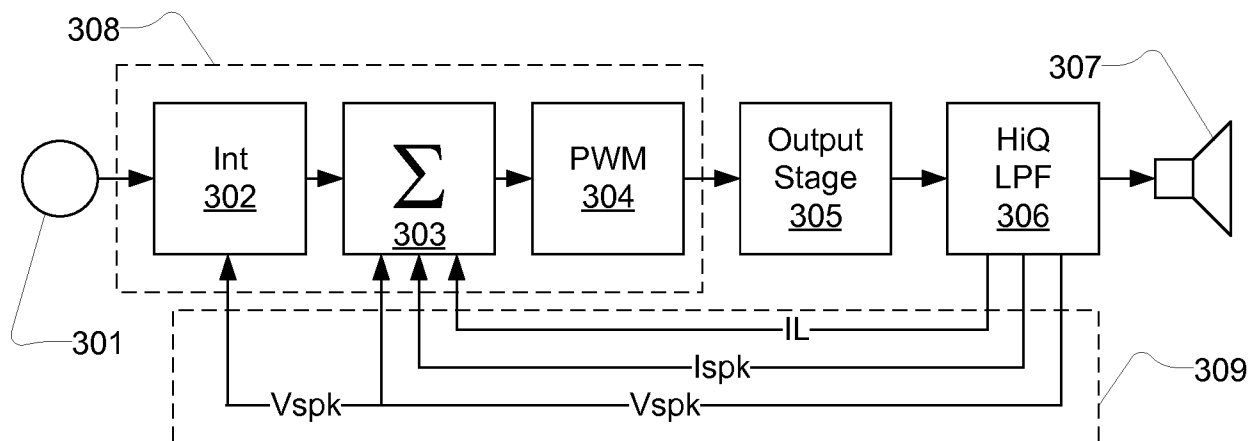 308
307
Int
302
Σ
303
PWM
304
Output
Stage
305
HiQ
LPF
306
301
IL
Ispk
Vspk
Vspk
309